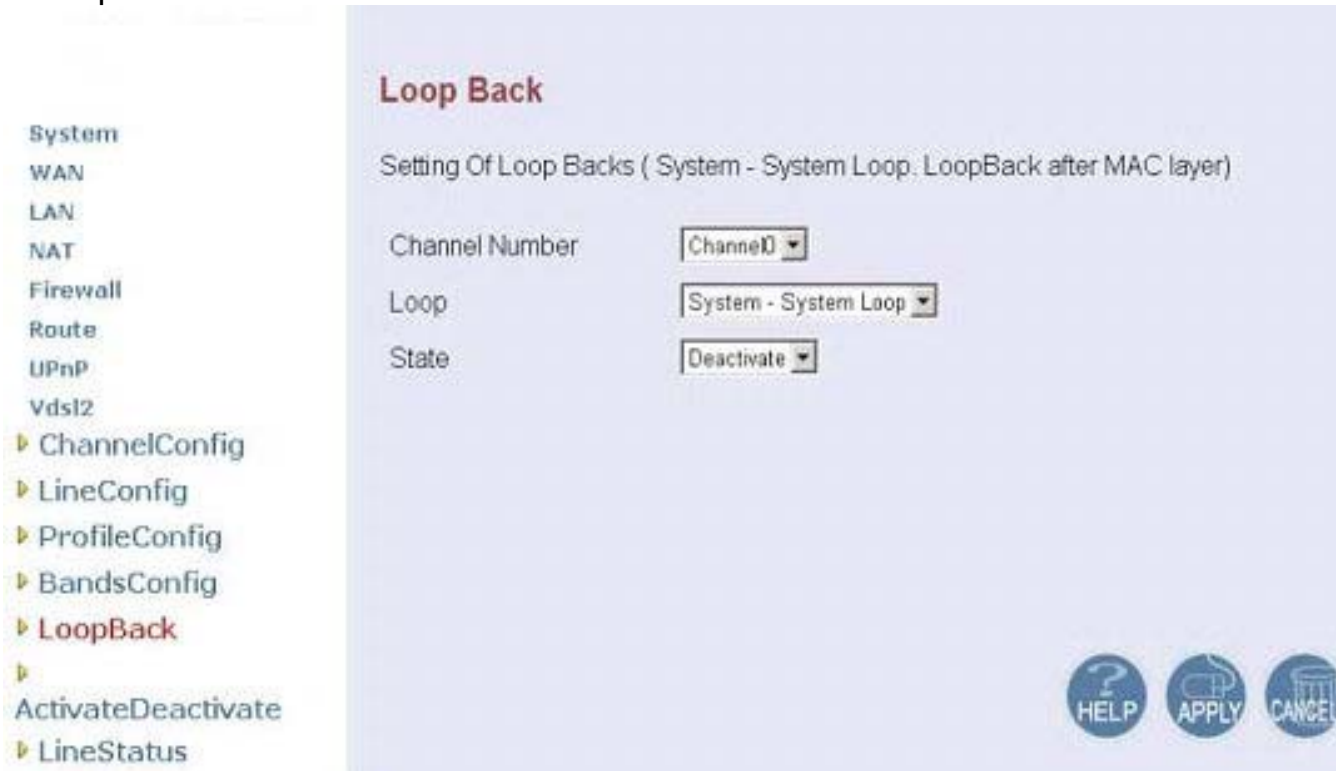 System
WAN
LAN
NAT
Firewall
Route
UPnP
Vdsl2
ChannelConfig
LineConfig
ProfileConfig
BandsConfig
LoopBack
ActivateDeactivate
LineStatus
Loop Back
Setting Of Loop Backs ( System - System Loop. LoopBack after MAC layer)
Channel Number Channel0
Loop System - System Loop
State Deactivate
HELP APPLY CANCEL